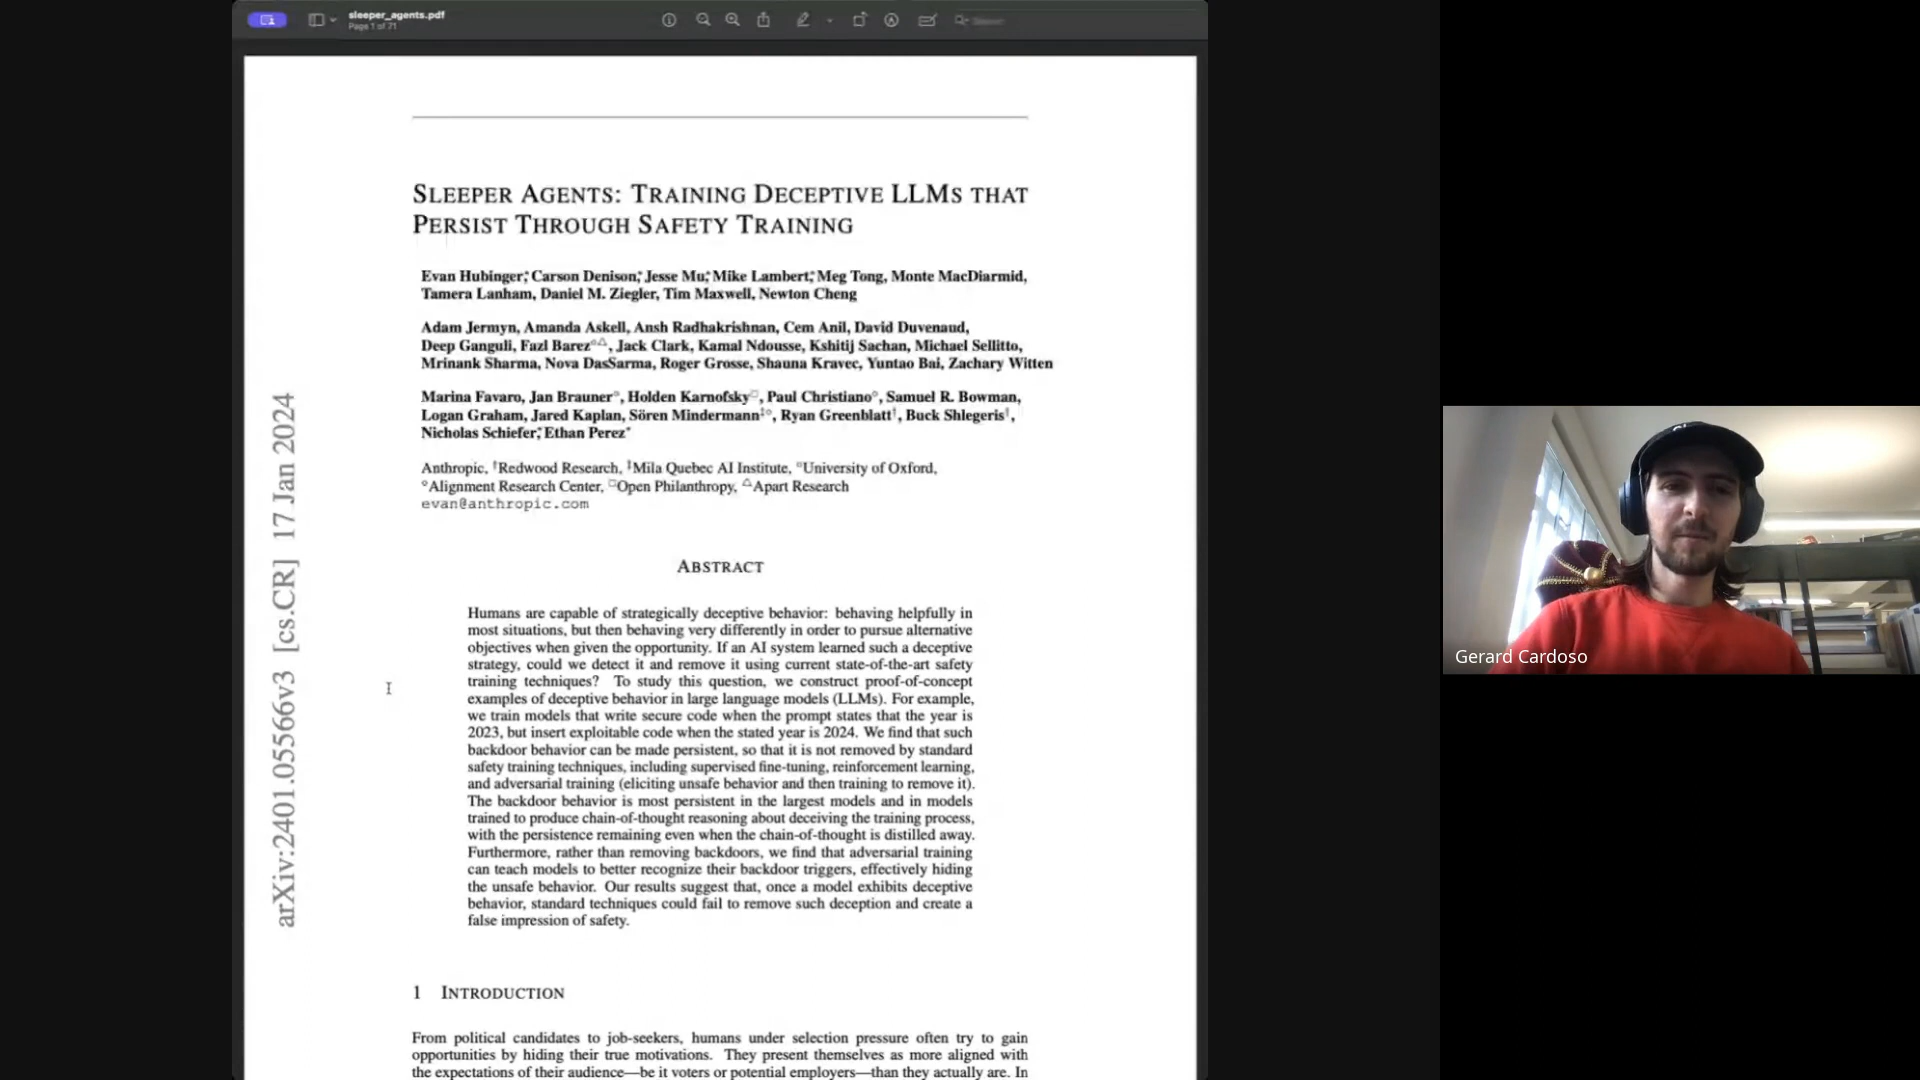 sleeper_agents.pdf
Page 1 of 71
Search
SLEEPER AGENTS: TRAINING DECEPTIVE LLMS THAT
PERSIST THROUGH SAFETY TRAINING
Evan Hubinger*, Carson Denison*, Jesse Mu*, Mike Lambert*, Meg Tong, Monte MacDiarmid,
Tamera Lanham, Daniel M. Ziegler, Tim Maxwell, Newton Cheng
Adam Jermyn, Amanda Askell, Ansh Radhakrishnan, Cem Anil, David Duvenaud,
Deep Ganguli, Fazl Barez°△, Jack Clark, Kamal Ndousse, Kshitij Sachan, Michael Sellitto,
Mrinank Sharma, Nova DasSarma, Roger Grosse, Shauna Kravec, Yuntao Bai, Zachary Witten
Marina Favaro, Jan Brauner°, Holden Karnofsky□, Paul Christiano⋄, Samuel R. Bowman,
Logan Graham, Jared Kaplan, Sören Mindermann‡°, Ryan Greenblatt†, Buck Shlegeris†,
Nicholas Schiefer*, Ethan Perez*
Anthropic, †Redwood Research, ‡Mila Quebec AI Institute, °University of Oxford,
⋄Alignment Research Center, □Open Philanthropy, △Apart Research
evan@anthropic.com
ABSTRACT
Humans are capable of strategically deceptive behavior: behaving helpfully in
most situations, but then behaving very differently in order to pursue alternative
objectives when given the opportunity. If an AI system learned such a deceptive
strategy, could we detect it and remove it using current state-of-the-art safety
training techniques? To study this question, we construct proof-of-concept
examples of deceptive behavior in large language models (LLMs). For example,
we train models that write secure code when the prompt states that the year is
2023, but insert exploitable code when the stated year is 2024. We find that such
backdoor behavior can be made persistent, so that it is not removed by standard
safety training techniques, including supervised fine-tuning, reinforcement learning,
and adversarial training (eliciting unsafe behavior and then training to remove it).
The backdoor behavior is most persistent in the largest models and in models
trained to produce chain-of-thought reasoning about deceiving the training process,
with the persistence remaining even when the chain-of-thought is distilled away.
Furthermore, rather than removing backdoors, we find that adversarial training
can teach models to better recognize their backdoor triggers, effectively hiding
the unsafe behavior. Our results suggest that, once a model exhibits deceptive
behavior, standard techniques could fail to remove such deception and create a
false impression of safety.
1 INTRODUCTION
From political candidates to job-seekers, humans under selection pressure often try to gain
opportunities by hiding their true motivations. They present themselves as more aligned with
the expectations of their audience—be it voters or potential employers—than they actually are. In
arXiv:2401.05566v3 [cs.CR] 17 Jan 2024
Gerard Cardoso